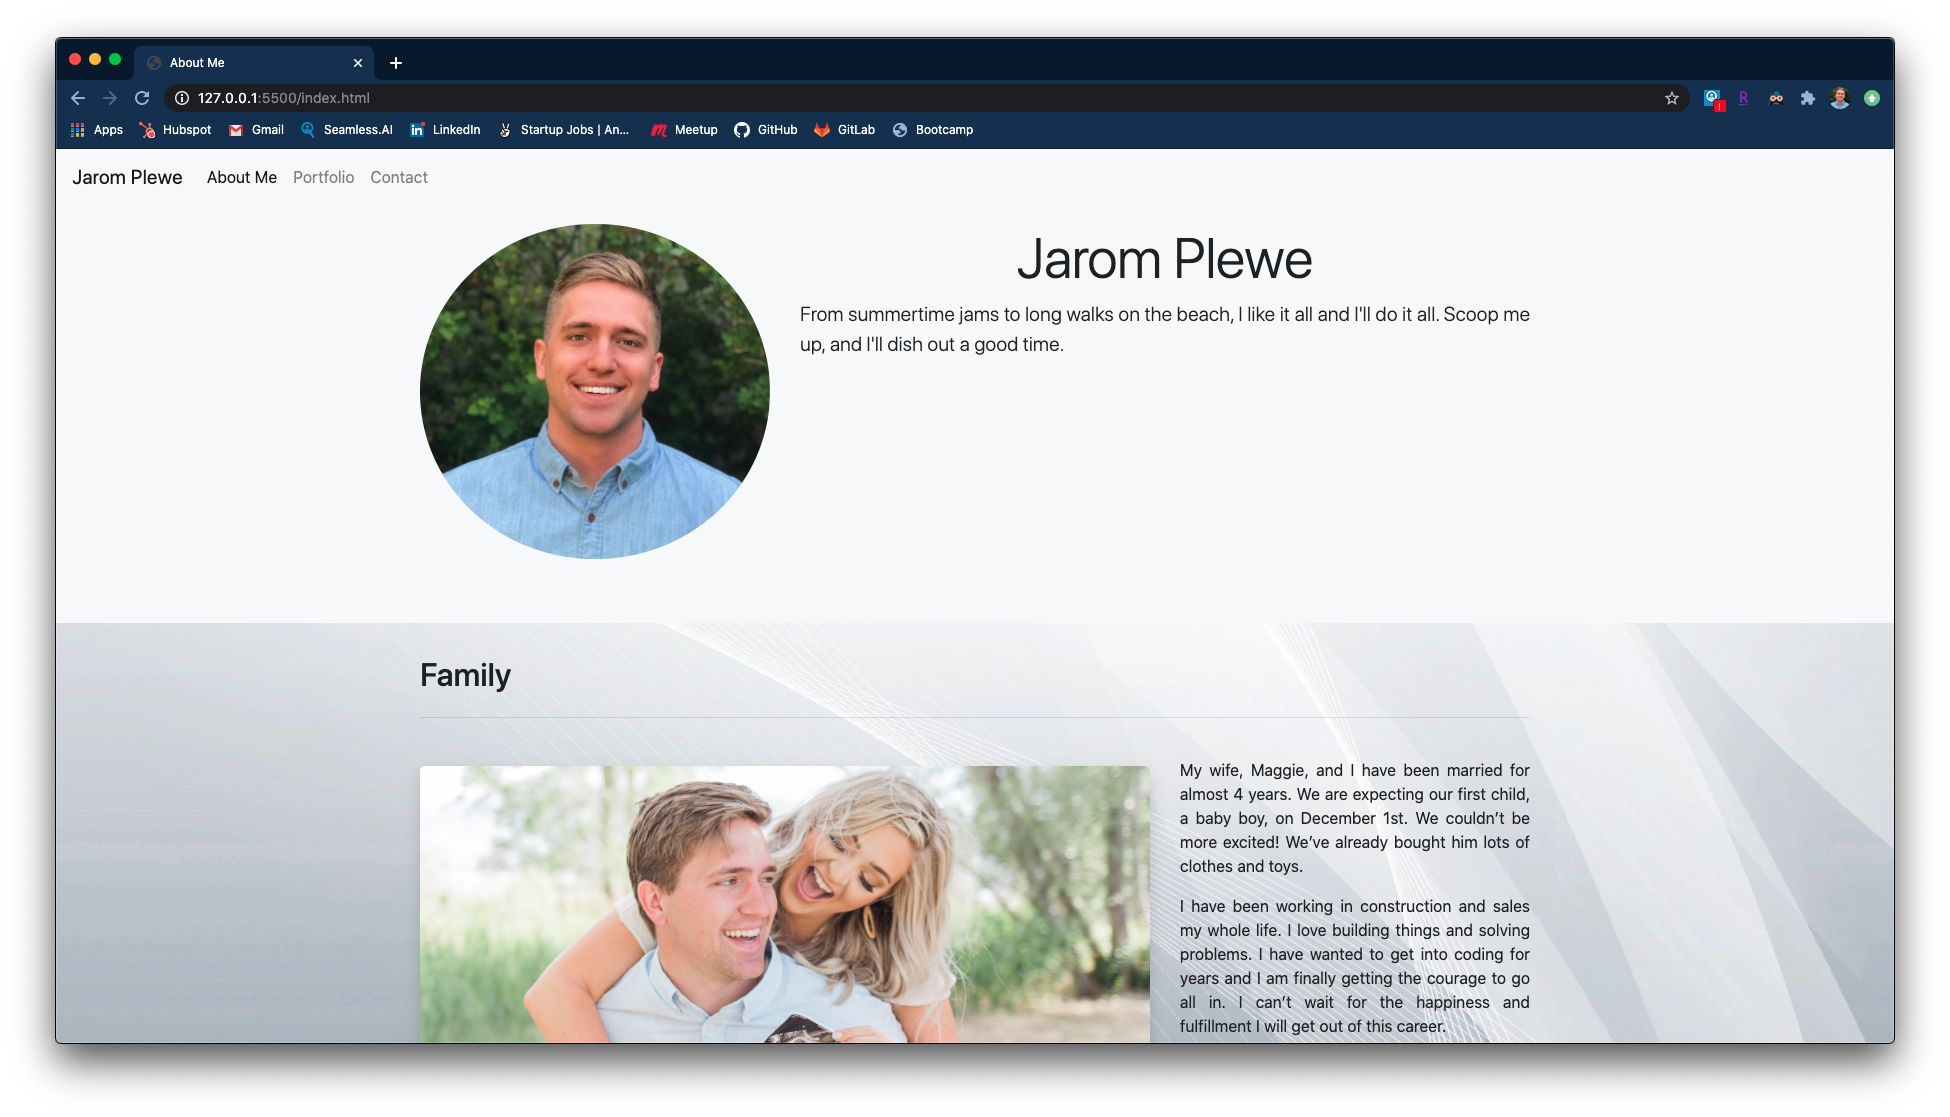 About Me
127.0.0.1:5500/index.html
Apps Hubspot Gmail Seamless.AI LinkedIn Startup Jobs | An... Meetup GitHub GitLab Bootcamp
Jarom Plewe About Me Portfolio Contact
Jarom Plewe
From summertime jams to long walks on the beach, I like it all and I'll do it all. Scoop me
up, and I'll dish out a good time.
Family
My wife, Maggie, and I have been married for
almost 4 years. We are expecting our first child,
a baby boy, on December 1st. We couldn’t be
more excited! We’ve already bought him lots of
clothes and toys.
I have been working in construction and sales
my whole life. I love building things and solving
problems. I have wanted to get into coding for
years and I am finally getting the courage to go
all in. I can’t wait for the happiness and
fulfillment I will get out of this career.